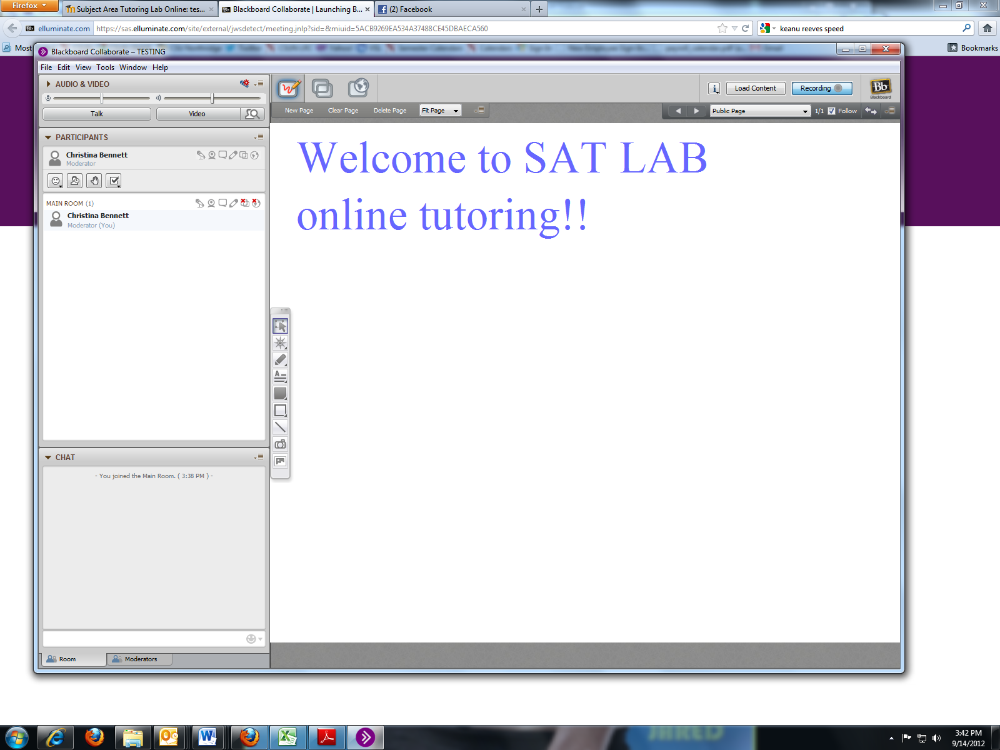 Firefox
Subject Area Tutoring Lab Online: tes...
Blackboard Collaborate | Launching B...
(2) Facebook
elluminate.com
https://sas.elluminate.com/site/external/jwsdetect/meeting.jnlp?sid=&miuid=5ACB9269EA534A37488CE45DBAECA560
keanu reeves speed
Most
Bookmarks
Blackboard Collaborate – TESTING
File Edit View Tools Window Help
AUDIO & VIDEO
Talk
Video
Load Content
Recording
Bb
Blackboard
New Page
Clear Page
Delete Page
Fit Page
Public Page
1/1
Follow
PARTICIPANTS
Christina Bennett
Moderator
MAIN ROOM (1)
Christina Bennett
Moderator (You)
Welcome to SAT LAB
online tutoring!!
CHAT
- You joined the Main Room. ( 3:38 PM ) -
Room
Moderators
3:42 PM
9/14/2012